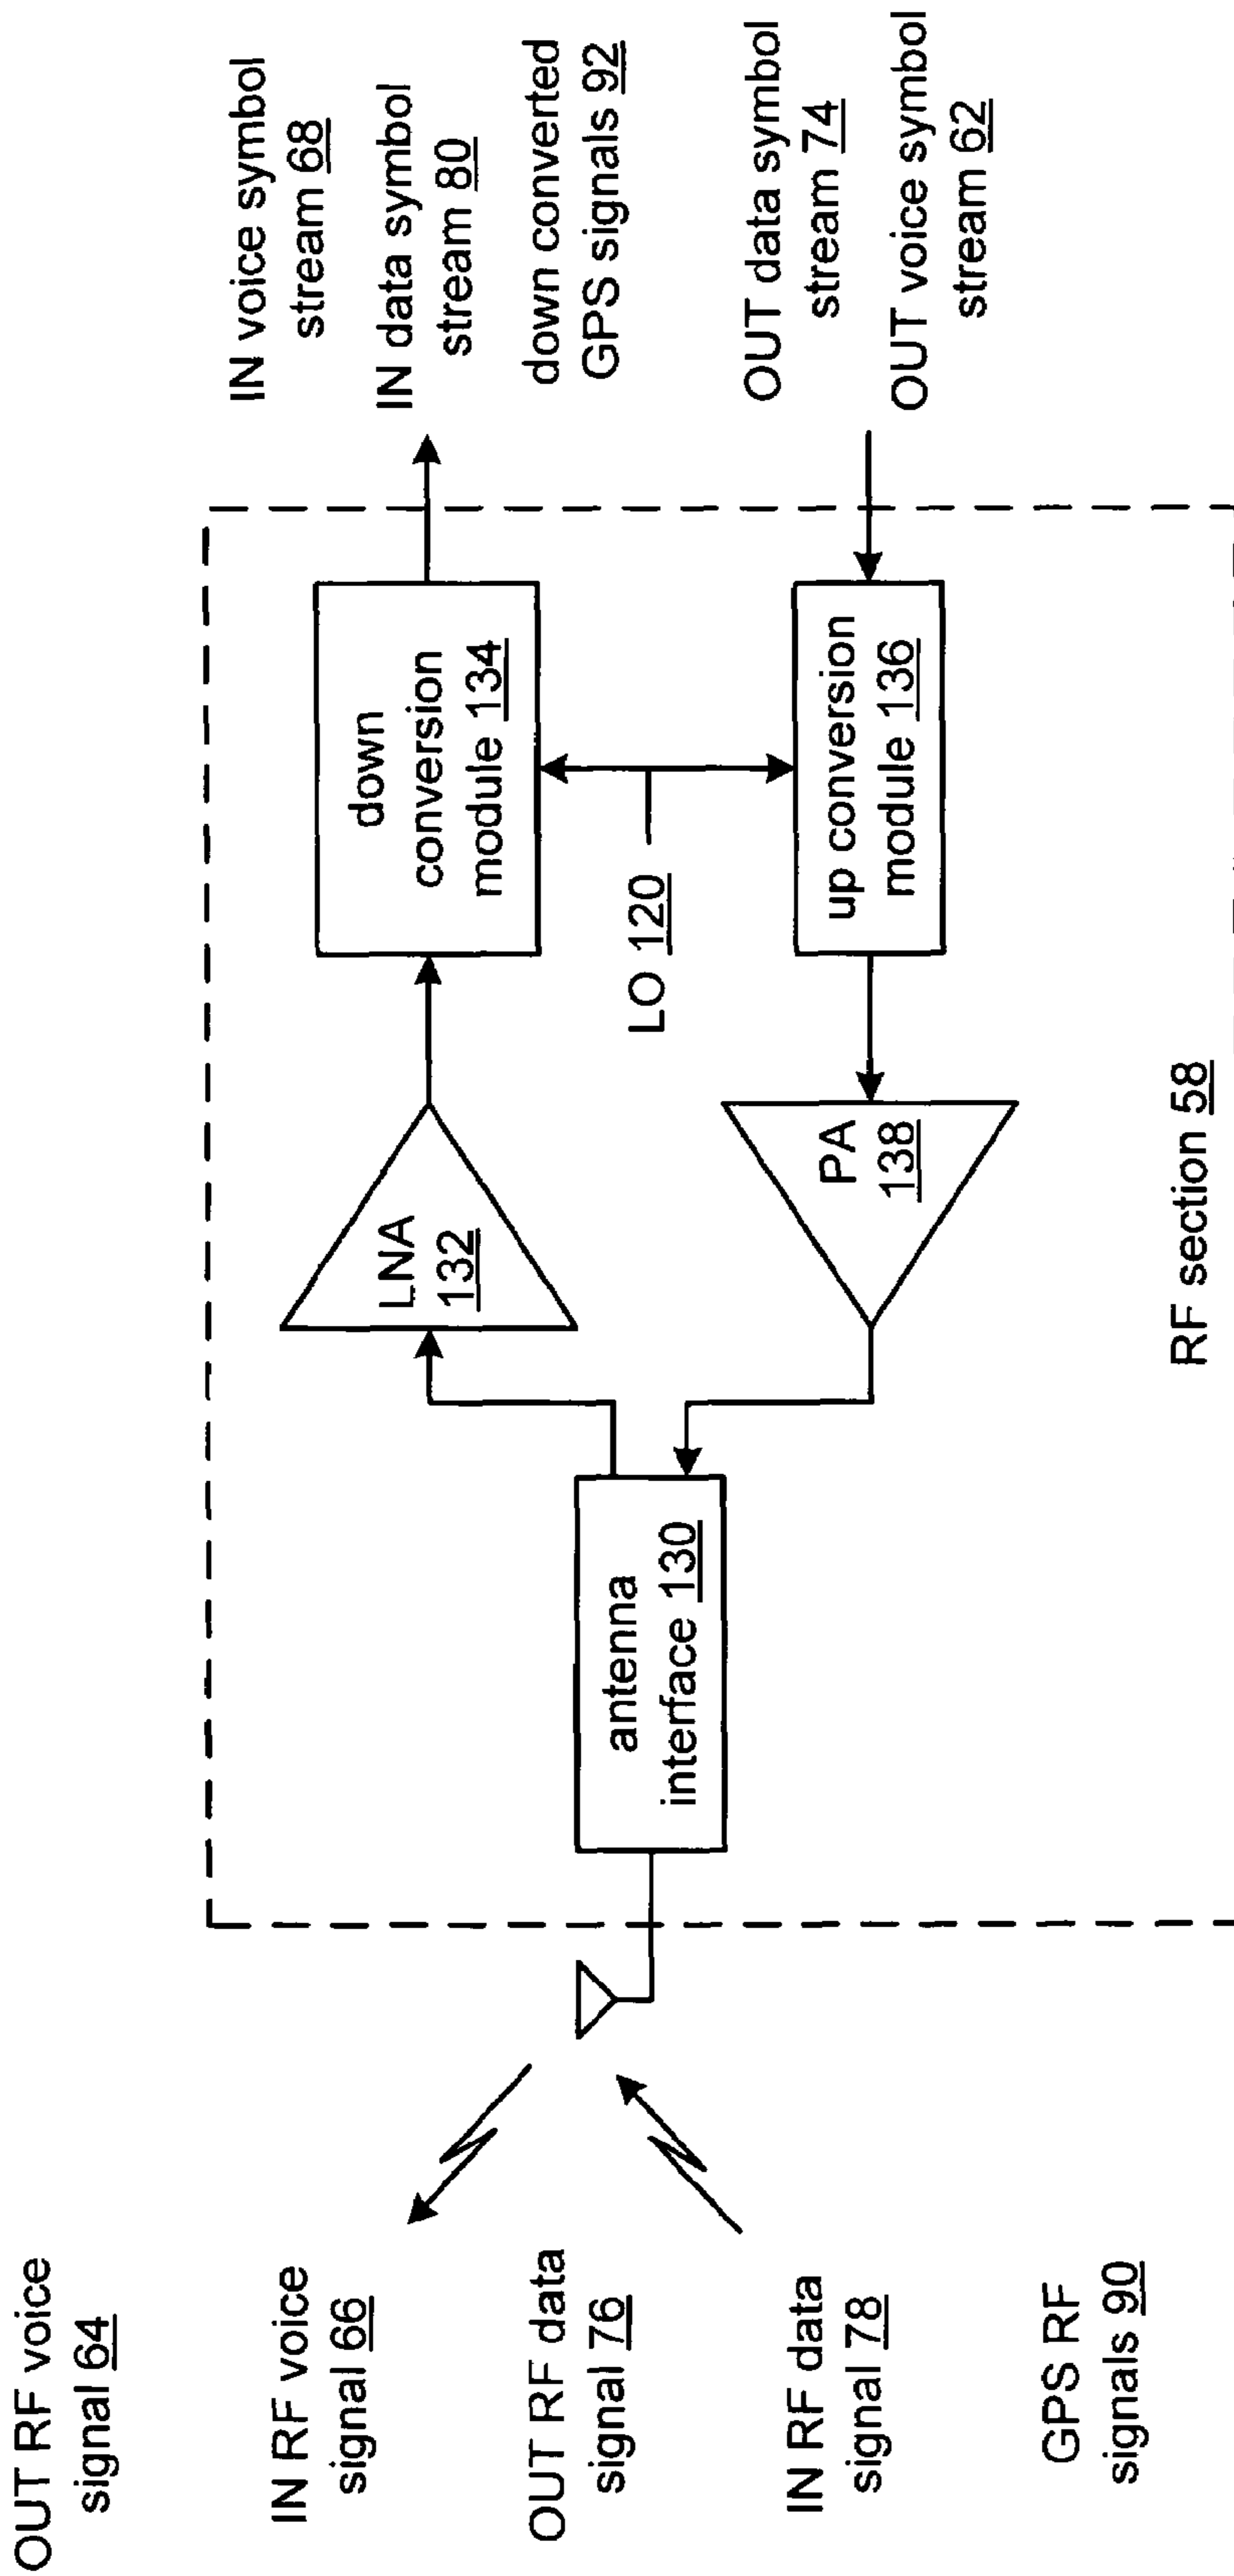 OUT RF voice
signal 64
IN RF voice
signal 66
OUT RF data
signal 76
IN RF data
signal 78
GPS RF
signals 90
antenna
interface 130
LNA
132
PA
138
down
conversion
module 134
LO 120
up conversion
module 136
RF section 58
IN voice symbol
stream 68
IN data symbol
stream 80
down converted
GPS signals 92
OUT data symbol
stream 74
OUT voice symbol
stream 62